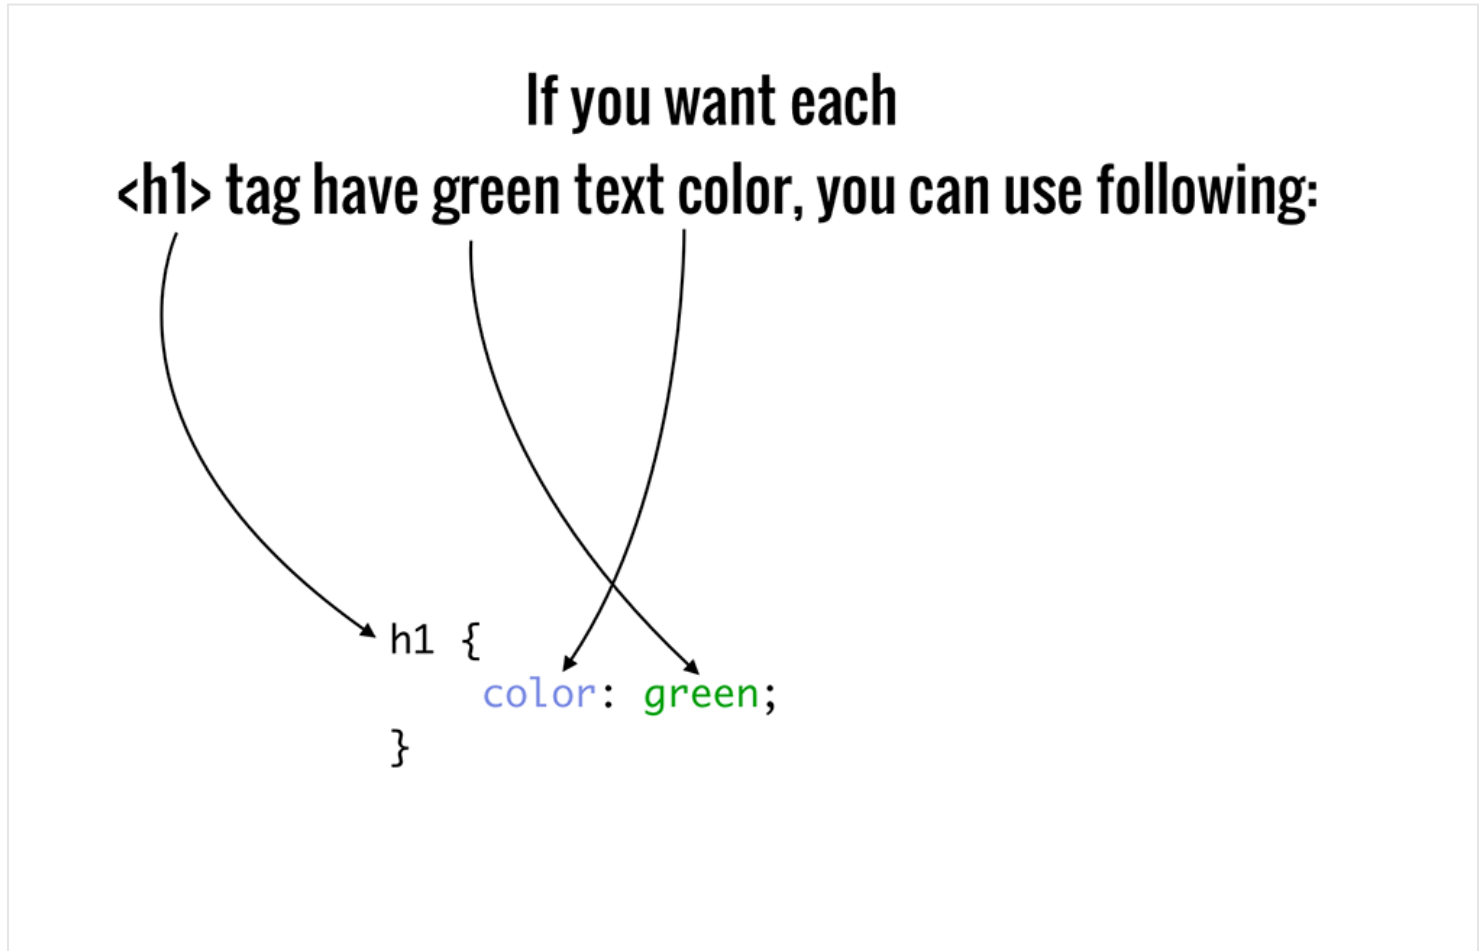 If you want each
<h1> tag have green text color, you can use following:
h1 {
color: green;
}